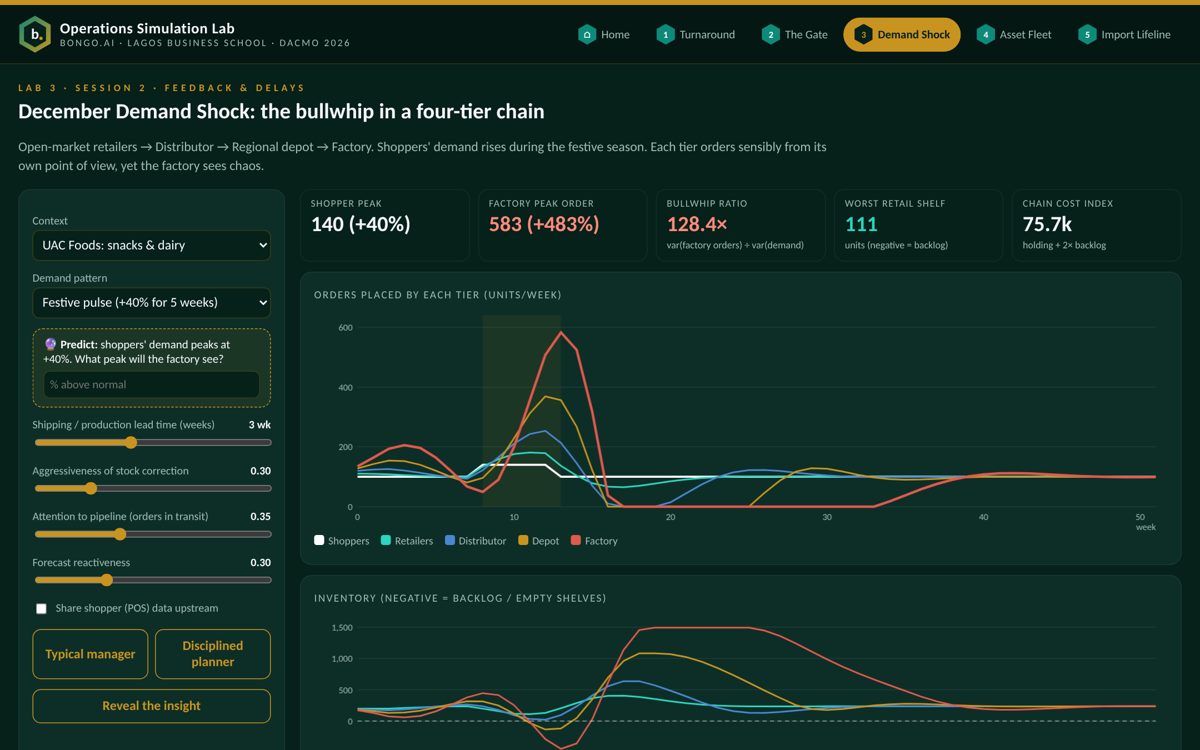 b.
Operations Simulation Lab
BONGO.AI · LAGOS BUSINESS SCHOOL · DACMO 2026
Home
1 Turnaround
2 The Gate
3 Demand Shock
4 Asset Fleet
5 Import Lifeline
LAB 3 · SESSION 2 · FEEDBACK & DELAYS
December Demand Shock: the bullwhip in a four-tier chain
Open-market retailers → Distributor → Regional depot → Factory. Shoppers' demand rises during the festive season. Each tier orders sensibly from its
own point of view, yet the factory sees chaos.
Context
UAC Foods: snacks & dairy
Demand pattern
Festive pulse (+40% for 5 weeks)
🔮 Predict: shoppers' demand peaks at
+40%. What peak will the factory see?
% above normal
Shipping / production lead time (weeks) 3 wk
Aggressiveness of stock correction 0.30
Attention to pipeline (orders in transit) 0.35
Forecast reactiveness 0.30
Share shopper (POS) data upstream
Typical manager
Disciplined
planner
Reveal the insight
SHOPPER PEAK
140 (+40%)
FACTORY PEAK ORDER
583 (+483%)
BULLWHIP RATIO
128.4×
var(factory orders) ÷ var(demand)
WORST RETAIL SHELF
111
units (negative = backlog)
CHAIN COST INDEX
75.7k
holding + 2× backlog
ORDERS PLACED BY EACH TIER (UNITS/WEEK)
600
400
200
0
0 10 20 30 40 50
week
Shoppers Retailers Distributor Depot Factory
INVENTORY (NEGATIVE = BACKLOG / EMPTY SHELVES)
1,500
1,000
500
0